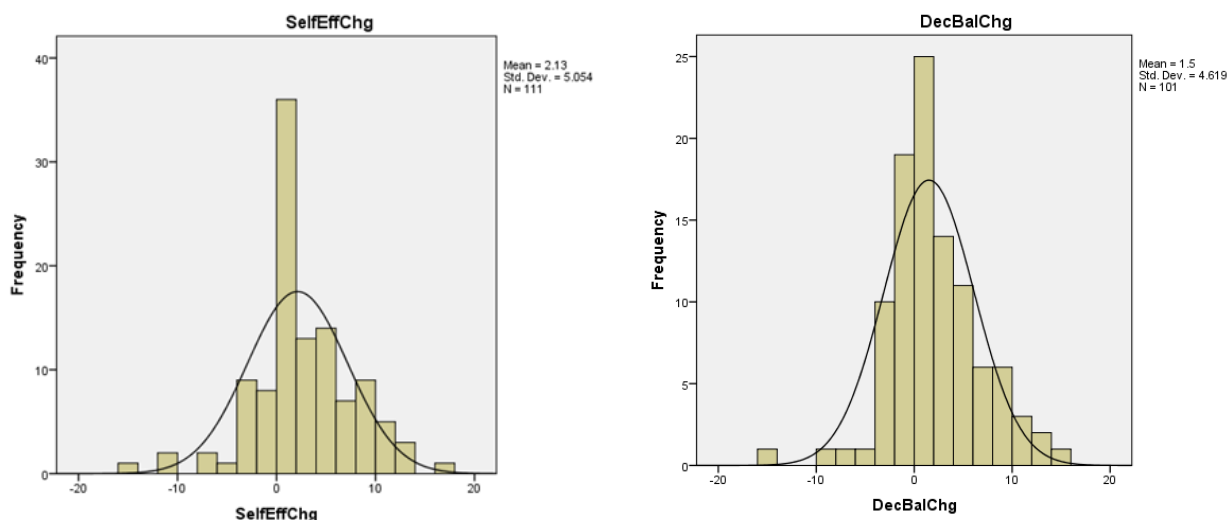 SelfEffChg
Mean = 2.13
Std. Dev. = 5.054
N = 111
40
30
20
10
0
Frequency
-20 -10 0 10 20
SelfEffChg
DecBalChg
Mean = 1.5
Std. Dev. = 4.619
N = 101
25
20
15
10
5
0
Frequency
-20 -10 0 10 20
DecBalChg